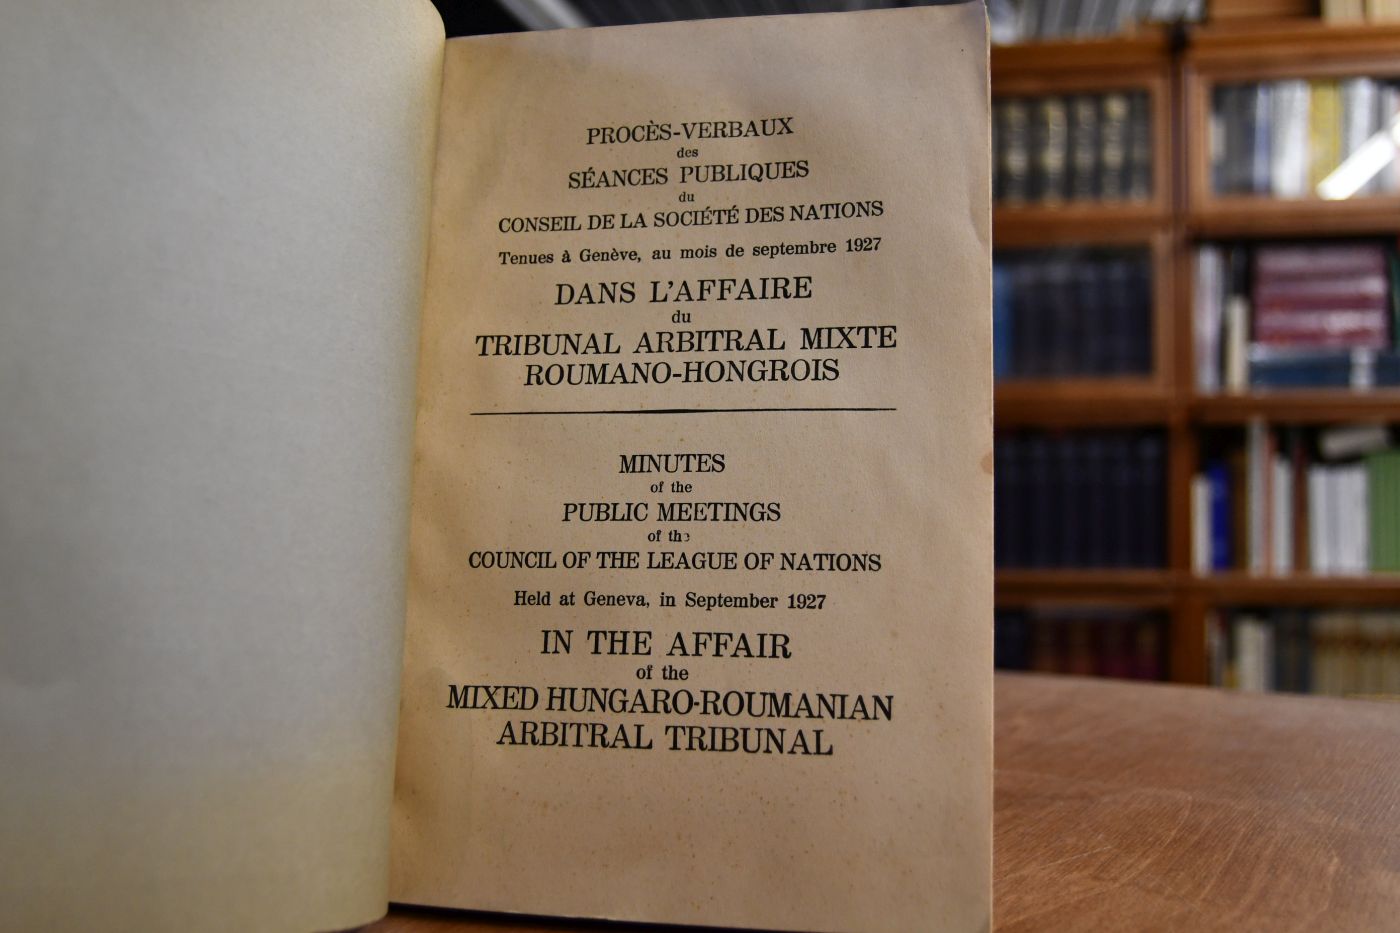 PROCÈS-VERBAUX
des
SÉANCES PUBLIQUES
du
CONSEIL DE LA SOCIÉTÉ DES NATIONS
Tenues à Genève, au mois de septembre 1927
DANS L'AFFAIRE
du
TRIBUNAL ARBITRAL MIXTE
ROUMANO-HONGROIS
MINUTES
of the
PUBLIC MEETINGS
of the
COUNCIL OF THE LEAGUE OF NATIONS
Held at Geneva, in September 1927
IN THE AFFAIR
of the
MIXED HUNGARO-ROUMANIAN
ARBITRAL TRIBUNAL